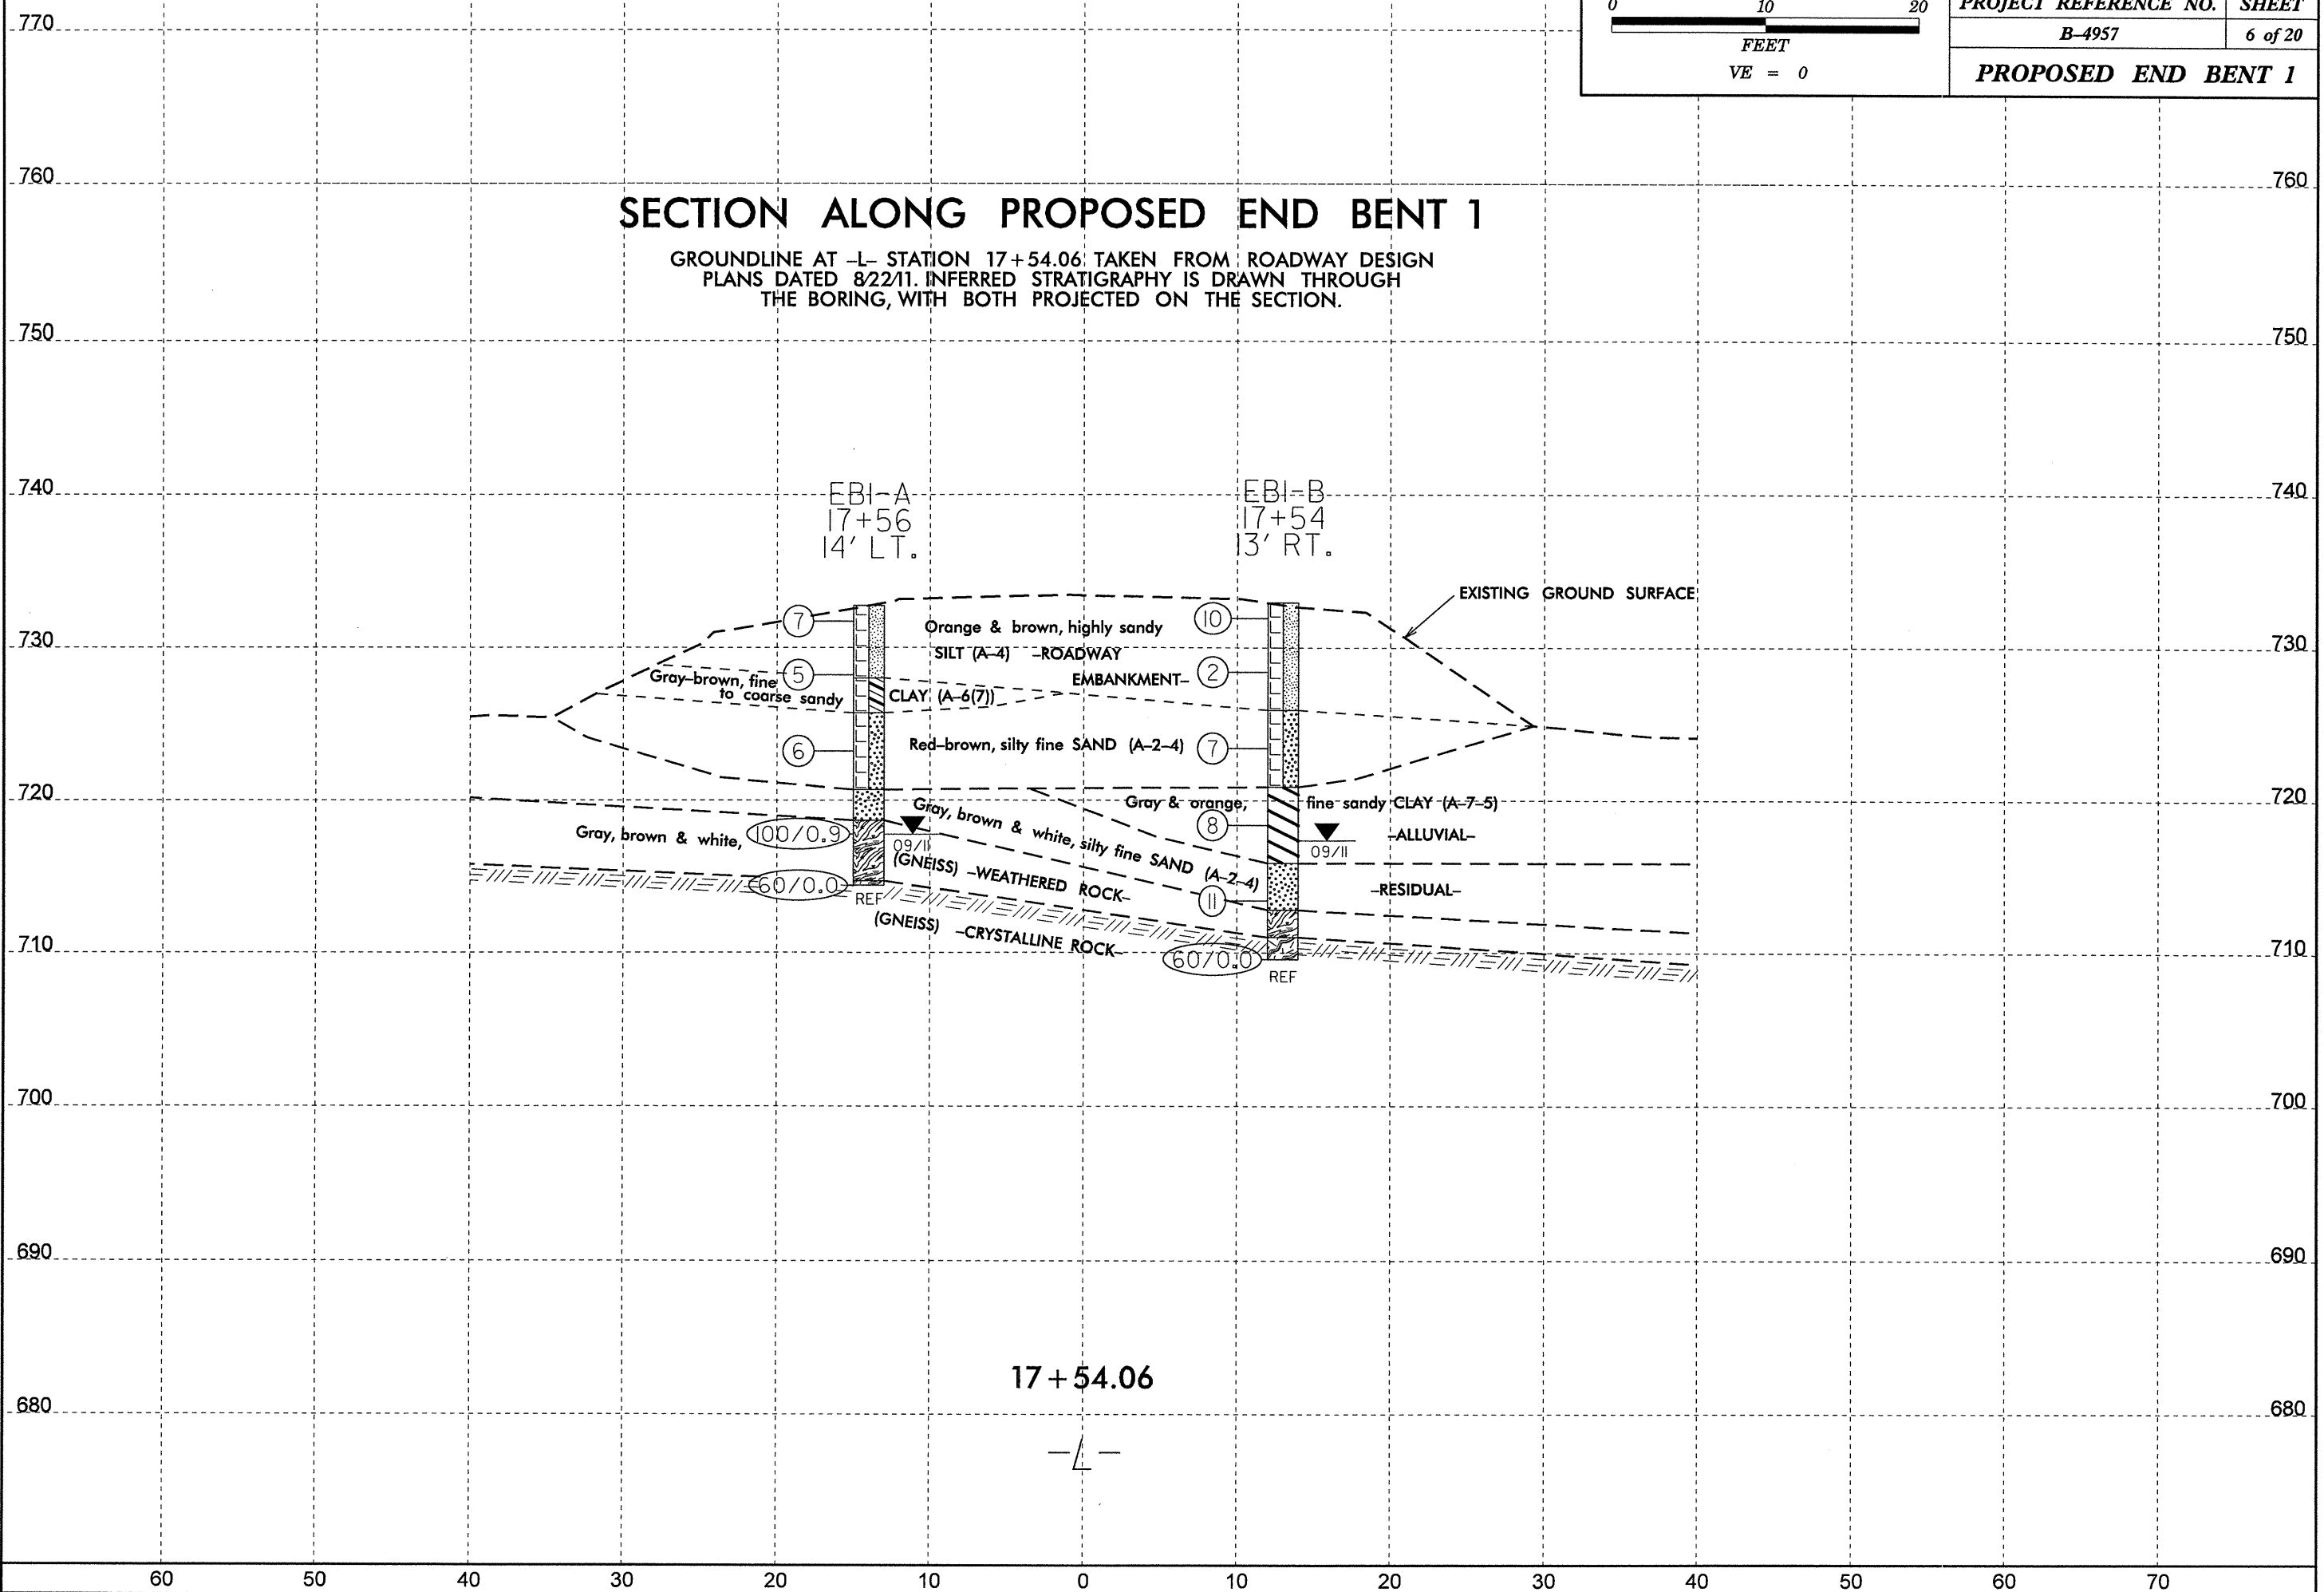 0 10 20
FEET
VE = 0
PROJECT REFERENCE NO. SHEET
B-4957 6 of 20
PROPOSED END BENT 1
770
760 760
SECTION ALONG PROPOSED END BENT 1
GROUNDLINE AT -L- STATION 17+54.06 TAKEN FROM ROADWAY DESIGN
PLANS DATED 8/22/11. INFERRED STRATIGRAPHY IS DRAWN THROUGH
THE BORING, WITH BOTH PROJECTED ON THE SECTION.
750 750
740 740
EB1-A
17+56
14' LT.
EB1-B
17+54
13' RT.
EXISTING GROUND SURFACE
7
10
Orange & brown, highly sandy
SILT (A-4) -ROADWAY
EMBANKMENT-
730 730
5
2
Gray-brown, fine
to coarse sandy CLAY (A-6(7))
6
Red-brown, silty fine SAND (A-2-4)
7
720 720
Gray & orange, fine sandy CLAY (A-7-5)
8
-ALLUVIAL-
Gray, brown & white, silty fine SAND (A-2-4)
Gray, brown & white,
100/0.9
09/11
09/11
(GNEISS) -WEATHERED ROCK-
-RESIDUAL-
60/0.0
REF
11
(GNEISS) -CRYSTALLINE ROCK-
710 710
60/0.0
REF
700 700
690 690
17+54.06
680 680
-L-
60 50 40 30 20 10 0 10 20 30 40 50 60 70